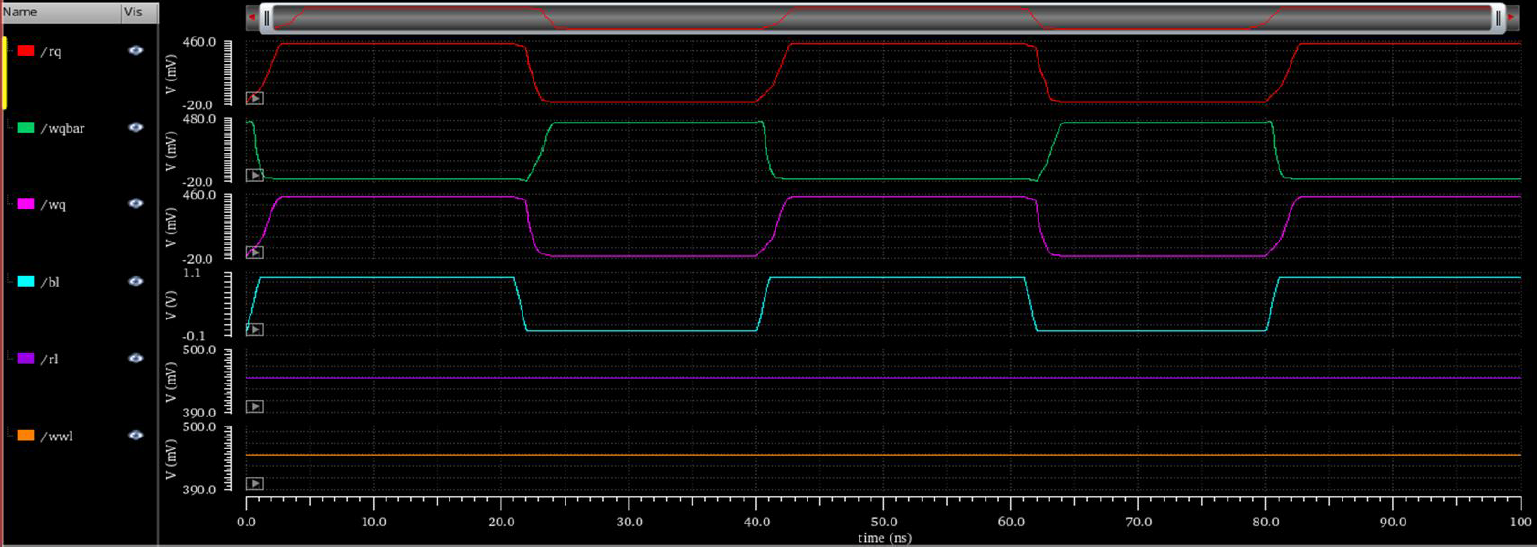 Name Vis
/rq
460.0
V (mV)
-20.0
/wqbar
480.0
V (mV)
-20.0
/wq
460.0
V (mV)
-20.0
/bl
1.1
V (V)
-0.1
/rl
500.0
V (mV)
390.0
/wwl
500.0
V (mV)
390.0
0.0 10.0 20.0 30.0 40.0 50.0 60.0 70.0 80.0 90.0 100
time (ns)